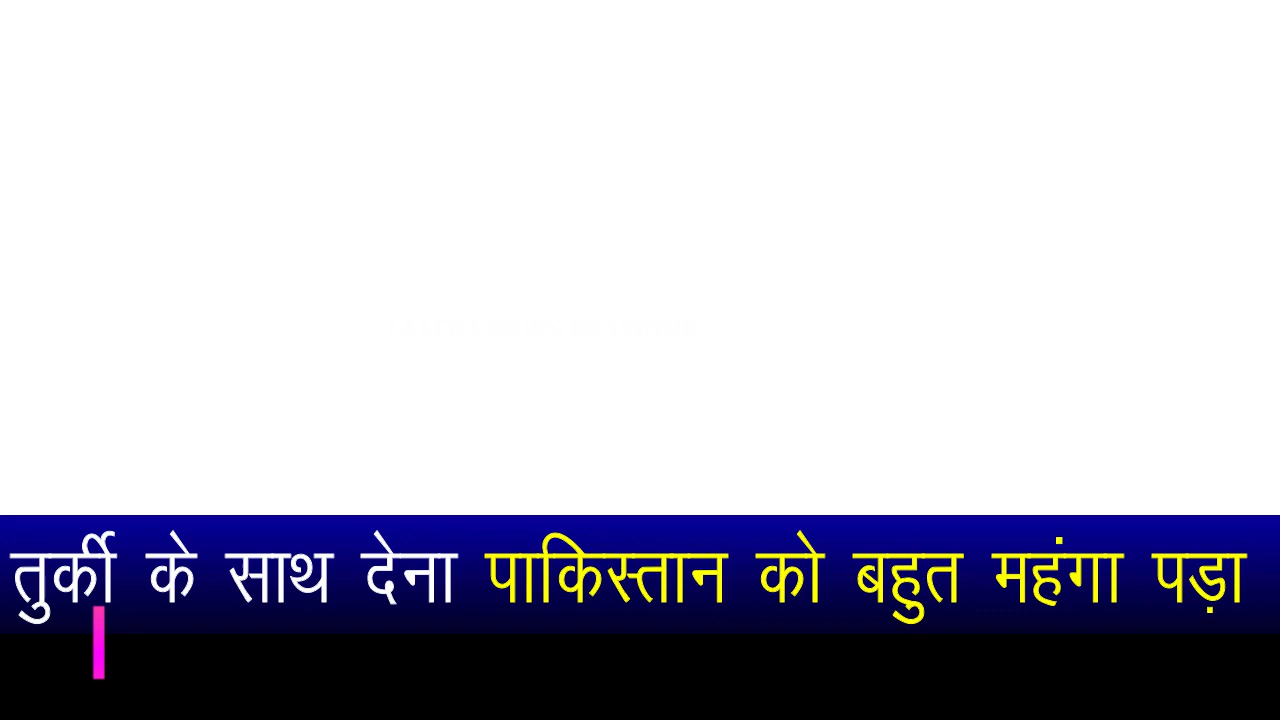 तुर्की के साथ देना पाकिस्तान को बहुत महंगा पड़ा